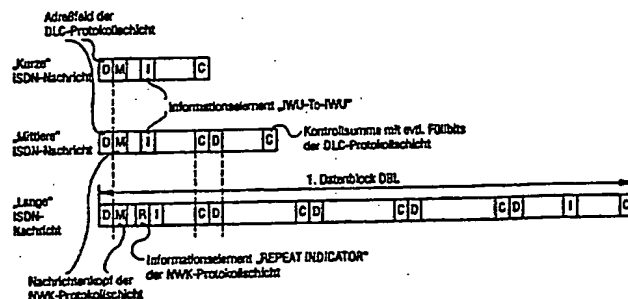 Adreßfeld der
DLC-Protokollschicht
„Kurze"
ISDN-Nachricht
D M I C
Informationselement „IWU-To-IWU"
„Mittlere"
ISDN-Nachricht
D M I C D C
Kontrollsumme mit evtl. Füllbits
der DLC-Protokollschicht
1. Datenblock DBL
„Lange"
ISDN-
Nachricht
D M R I C D C D C D C D I C
Informationselement „REPEAT INDICATOR"
der NWK-Protokollschicht
Nachrichtenkopf der
NWK-Protokollschicht